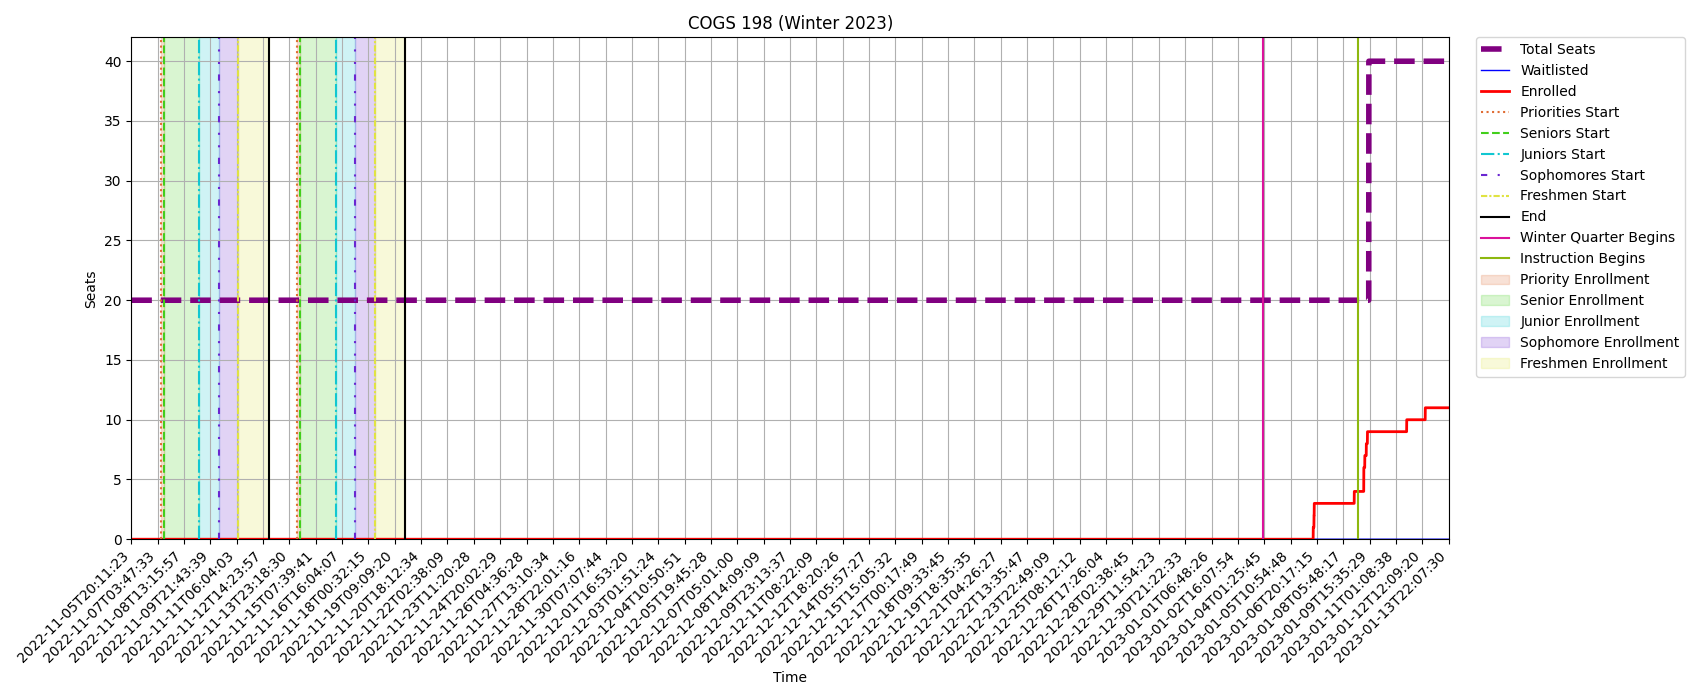 COGS 198 (Winter 2023)
Seats
40
35
30
25
20
15
10
5
0
2022-11-05T20:11:23
2022-11-07T03:47:33
2022-11-08T13:15:57
2022-11-09T21:43:39
2022-11-11T06:04:03
2022-11-12T14:23:57
2022-11-13T23:18:30
2022-11-15T07:39:41
2022-11-16T16:04:07
2022-11-18T00:32:15
2022-11-19T09:09:20
2022-11-20T18:12:34
2022-11-22T02:38:09
2022-11-23T11:20:28
2022-11-24T20:02:29
2022-11-26T04:36:28
2022-11-27T13:10:34
2022-11-28T22:01:16
2022-11-30T07:07:44
2022-12-01T16:53:20
2022-12-03T01:51:24
2022-12-04T10:50:51
2022-12-05T19:45:28
2022-12-07T05:01:00
2022-12-08T14:09:09
2022-12-09T23:13:37
2022-12-11T08:22:09
2022-12-12T18:20:26
2022-12-14T05:57:27
2022-12-15T15:05:32
2022-12-17T00:17:49
2022-12-18T09:33:45
2022-12-19T18:35:35
2022-12-21T04:26:27
2022-12-22T13:35:47
2022-12-23T22:49:09
2022-12-25T08:12:12
2022-12-26T17:26:04
2022-12-28T02:38:45
2022-12-29T11:54:23
2022-12-30T21:22:33
2023-01-01T06:48:26
2023-01-02T16:07:54
2023-01-04T01:25:45
2023-01-05T10:54:48
2023-01-06T20:17:15
2023-01-08T05:48:17
2023-01-09T15:35:29
2023-01-11T01:08:38
2023-01-12T12:09:20
2023-01-13T22:07:30
Time
Total Seats
Waitlisted
Enrolled
Priorities Start
Seniors Start
Juniors Start
Sophomores Start
Freshmen Start
End
Winter Quarter Begins
Instruction Begins
Priority Enrollment
Senior Enrollment
Junior Enrollment
Sophomore Enrollment
Freshmen Enrollment